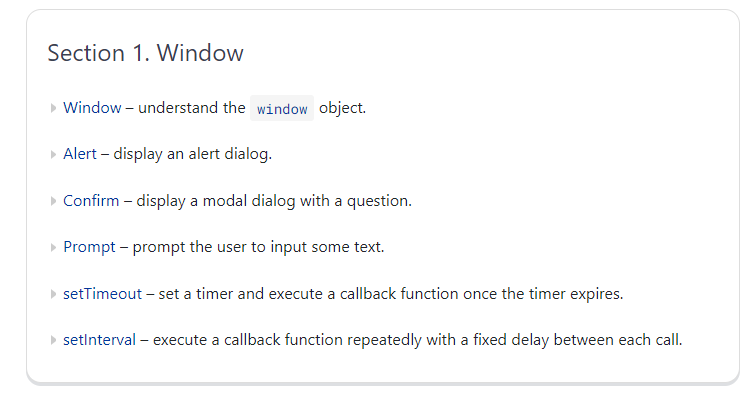 Section 1. Window
Window – understand the window object.
Alert – display an alert dialog.
Confirm – display a modal dialog with a question.
Prompt – prompt the user to input some text.
setTimeout – set a timer and execute a callback function once the timer expires.
setInterval – execute a callback function repeatedly with a fixed delay between each call.